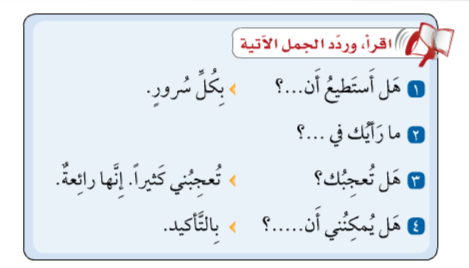 اقرأ، وردّد الجمل الآتية
١ هَل أَستَطيعُ أَن...؟ › بِكُلِّ سُرورٍ.
٢ ما رَأيُك في ...؟
٣ هَل تُعجِبُك؟ › تُعجِبُني كَثيراً. إنَّها رائِعةٌ.
٤ هَل يُمكِنُني أَن.....؟ › بِالتَّأكيد.